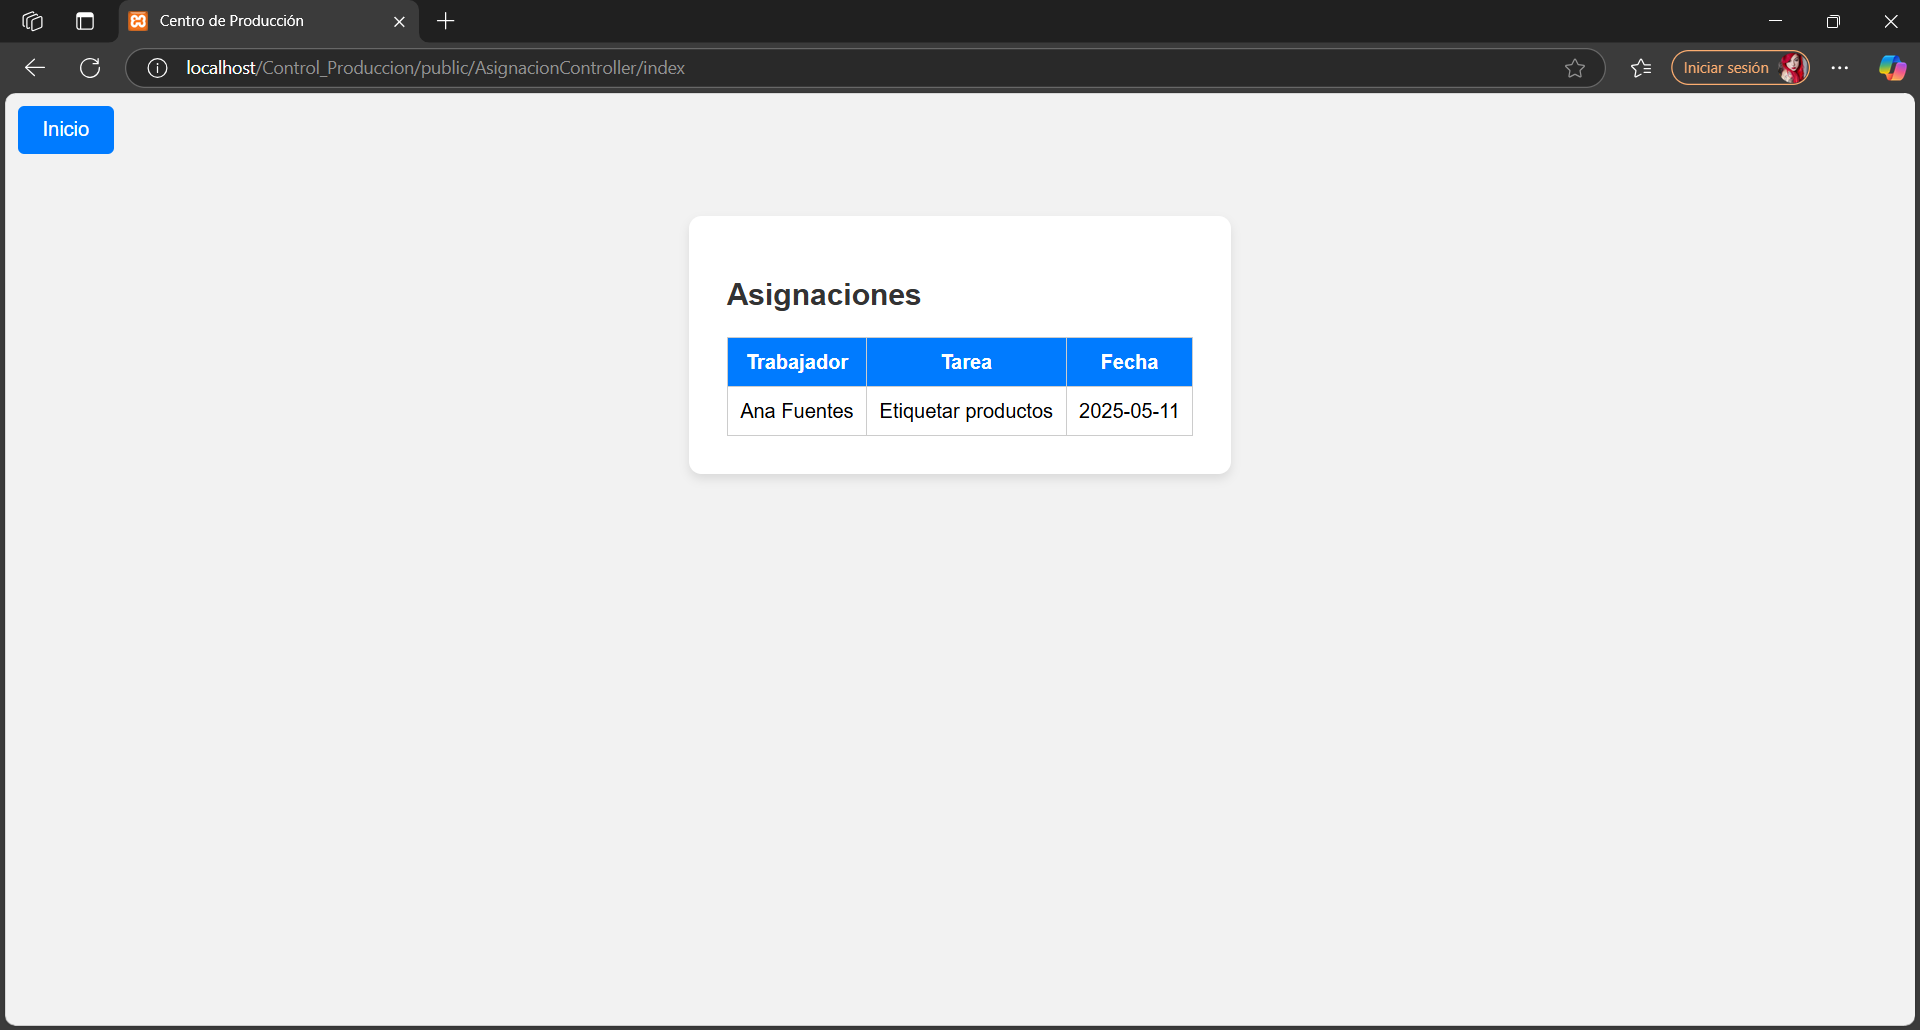 Centro de Producción
localhost/Control_Produccion/public/AsignacionController/index
Iniciar sesión
Inicio
Asignaciones
Trabajador Tarea Fecha
Ana Fuentes Etiquetar productos 2025-05-11